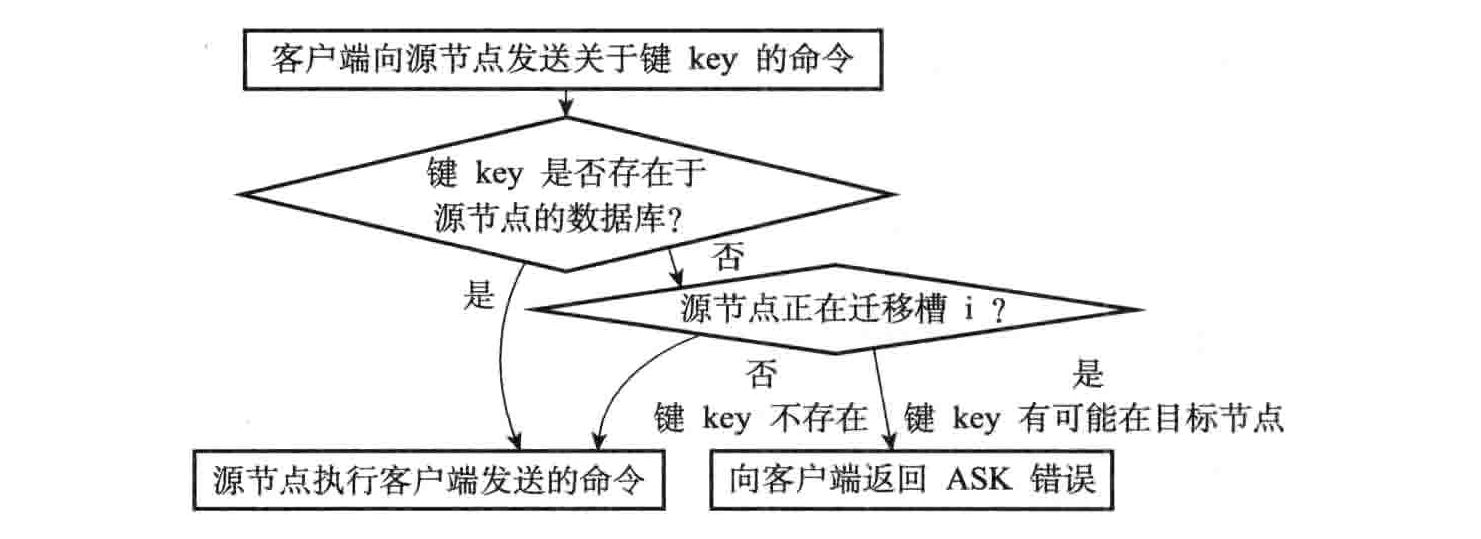 客户端向源节点发送关于键 key 的命令
键 key 是否存在于
源节点的数据库?
否
是
源节点正在迁移槽 i ?
否
是
键 key 不存在
键 key 有可能在目标节点
源节点执行客户端发送的命令
向客户端返回 ASK 错误